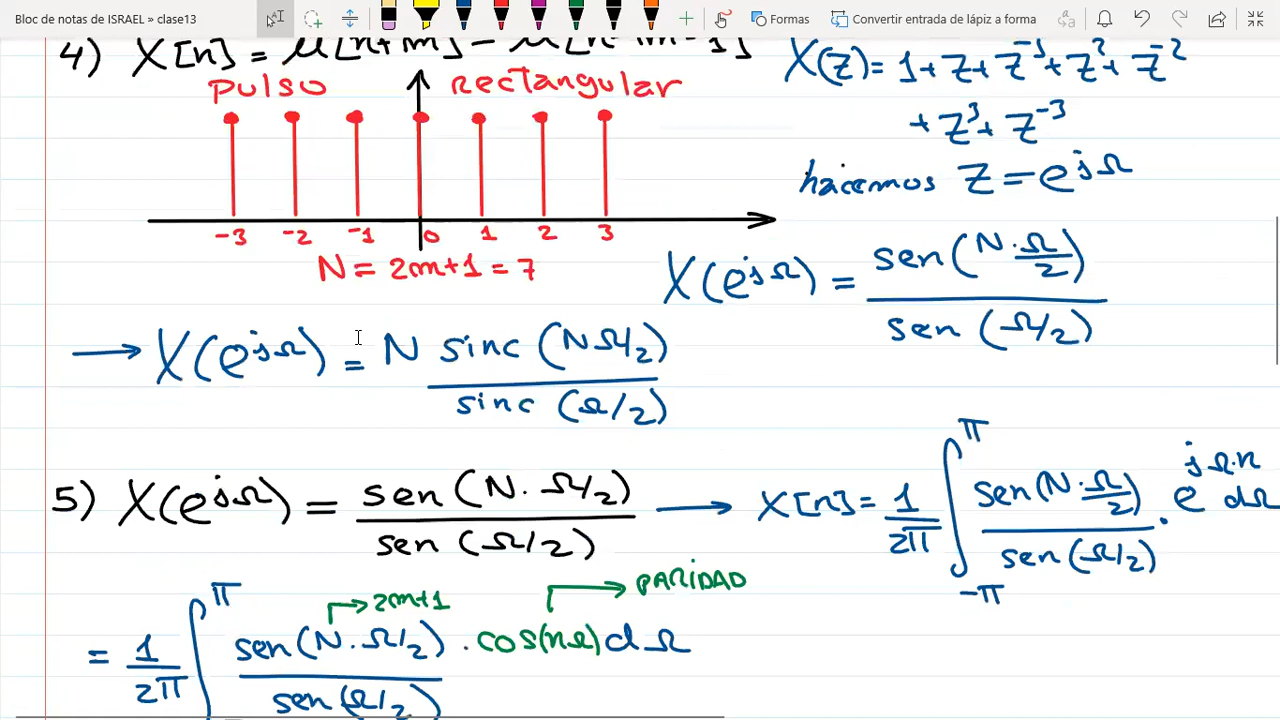 Bloc de notas de ISRAEL » clase13
Formas
Convertir entrada de lápiz a forma
4) X[n] = μ[n+m] - μ[n-m-1]
pulso rectangular
-3 -2 -1 0 1 2 3
N = 2m+1 = 7
X(z) = 1 + z + z⁻¹ + z² + z⁻²
+ z³ + z⁻³
hacemos z = e^jΩ
X(e^jΩ) = sen(N·Ω/2) / sen(Ω/2)
→ X(e^jΩ) = N sinc(NΩ/2) / sinc(Ω/2)
5) X(e^jΩ) = sen(N·Ω/2) / sen(Ω/2) → X[n] = 1/2π ∫_-π^π sen(N·Ω/2) / sen(Ω/2) · e^jΩ·n dΩ
2m+1
PARIDAD
= 1/2π ∫^π sen(N·Ω/2) / sen(Ω/2) · cos(nΩ) dΩ